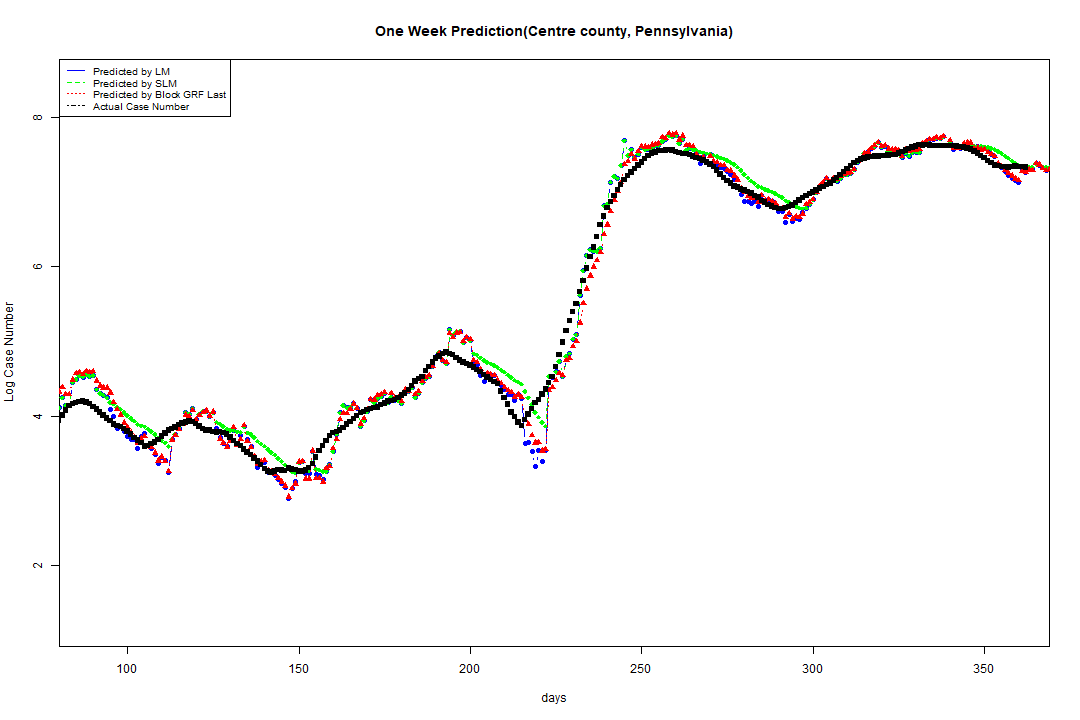 One Week Prediction(Centre county, Pennsylvania)
Predicted by LM
Predicted by SLM
Predicted by Block GRF Last
Actual Case Number
Log Case Number
8
6
4
2
100 150 200 250 300 350
days